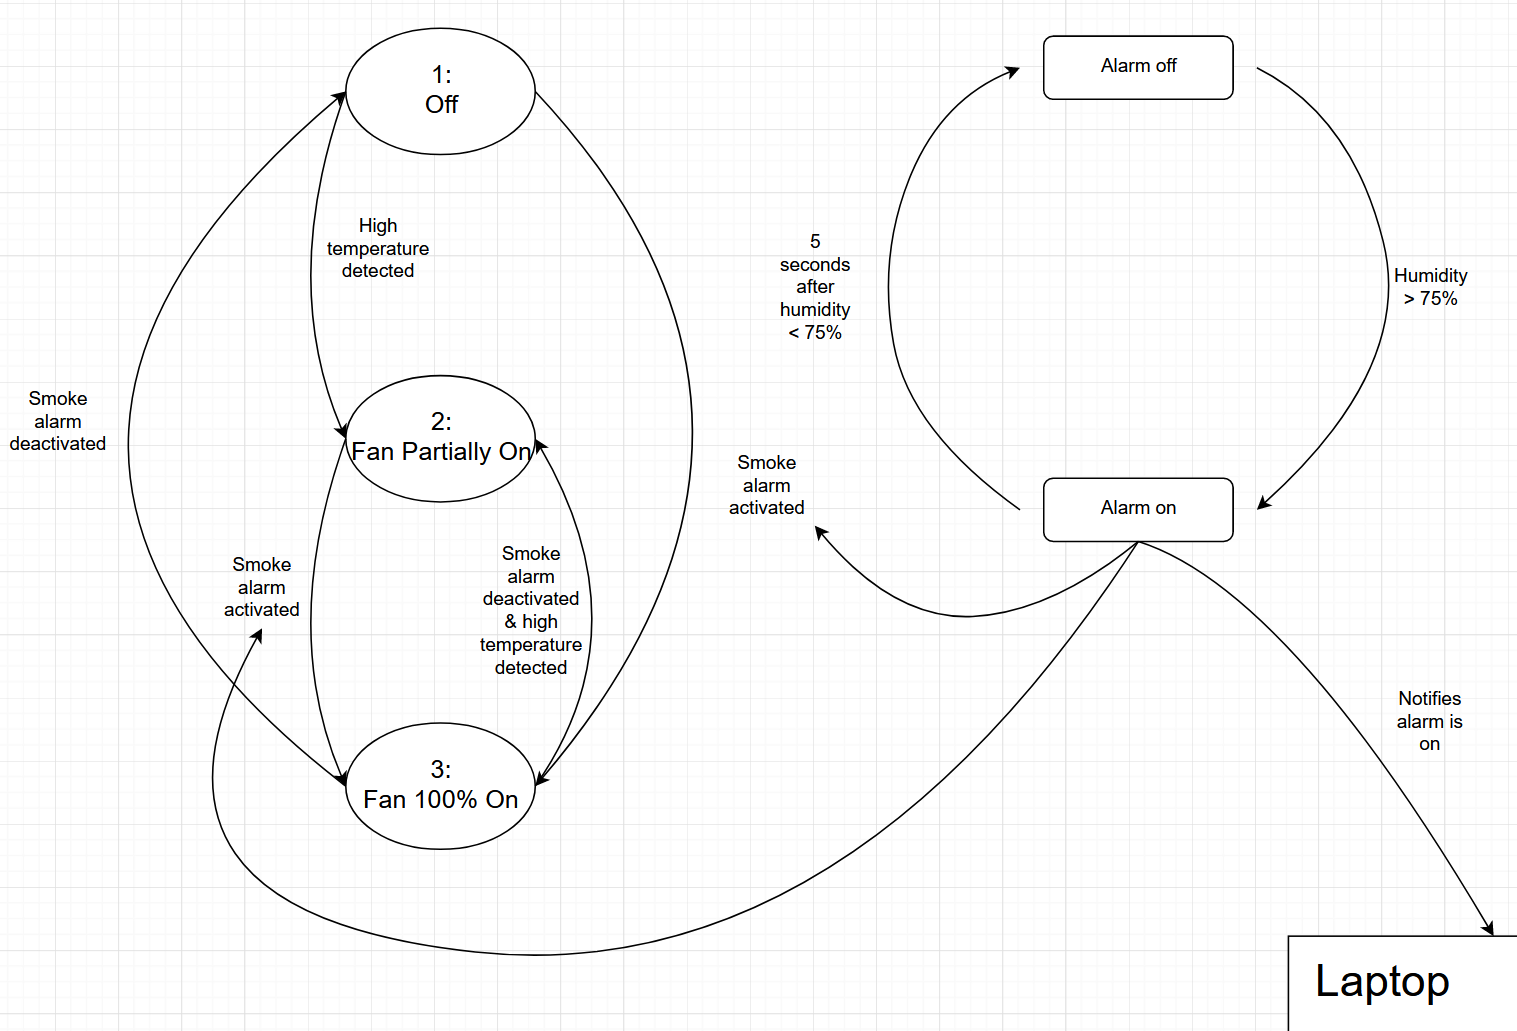 1:
Off
Alarm off
High
temperature
detected
5
seconds
after
humidity
< 75%
Humidity
> 75%
Smoke
alarm
deactivated
2:
Fan Partially On
Smoke
alarm
activated
Alarm on
Smoke
alarm
activated
Smoke
alarm
deactivated
& high
temperature
detected
Notifies
alarm is
on
3:
Fan 100% On
Laptop